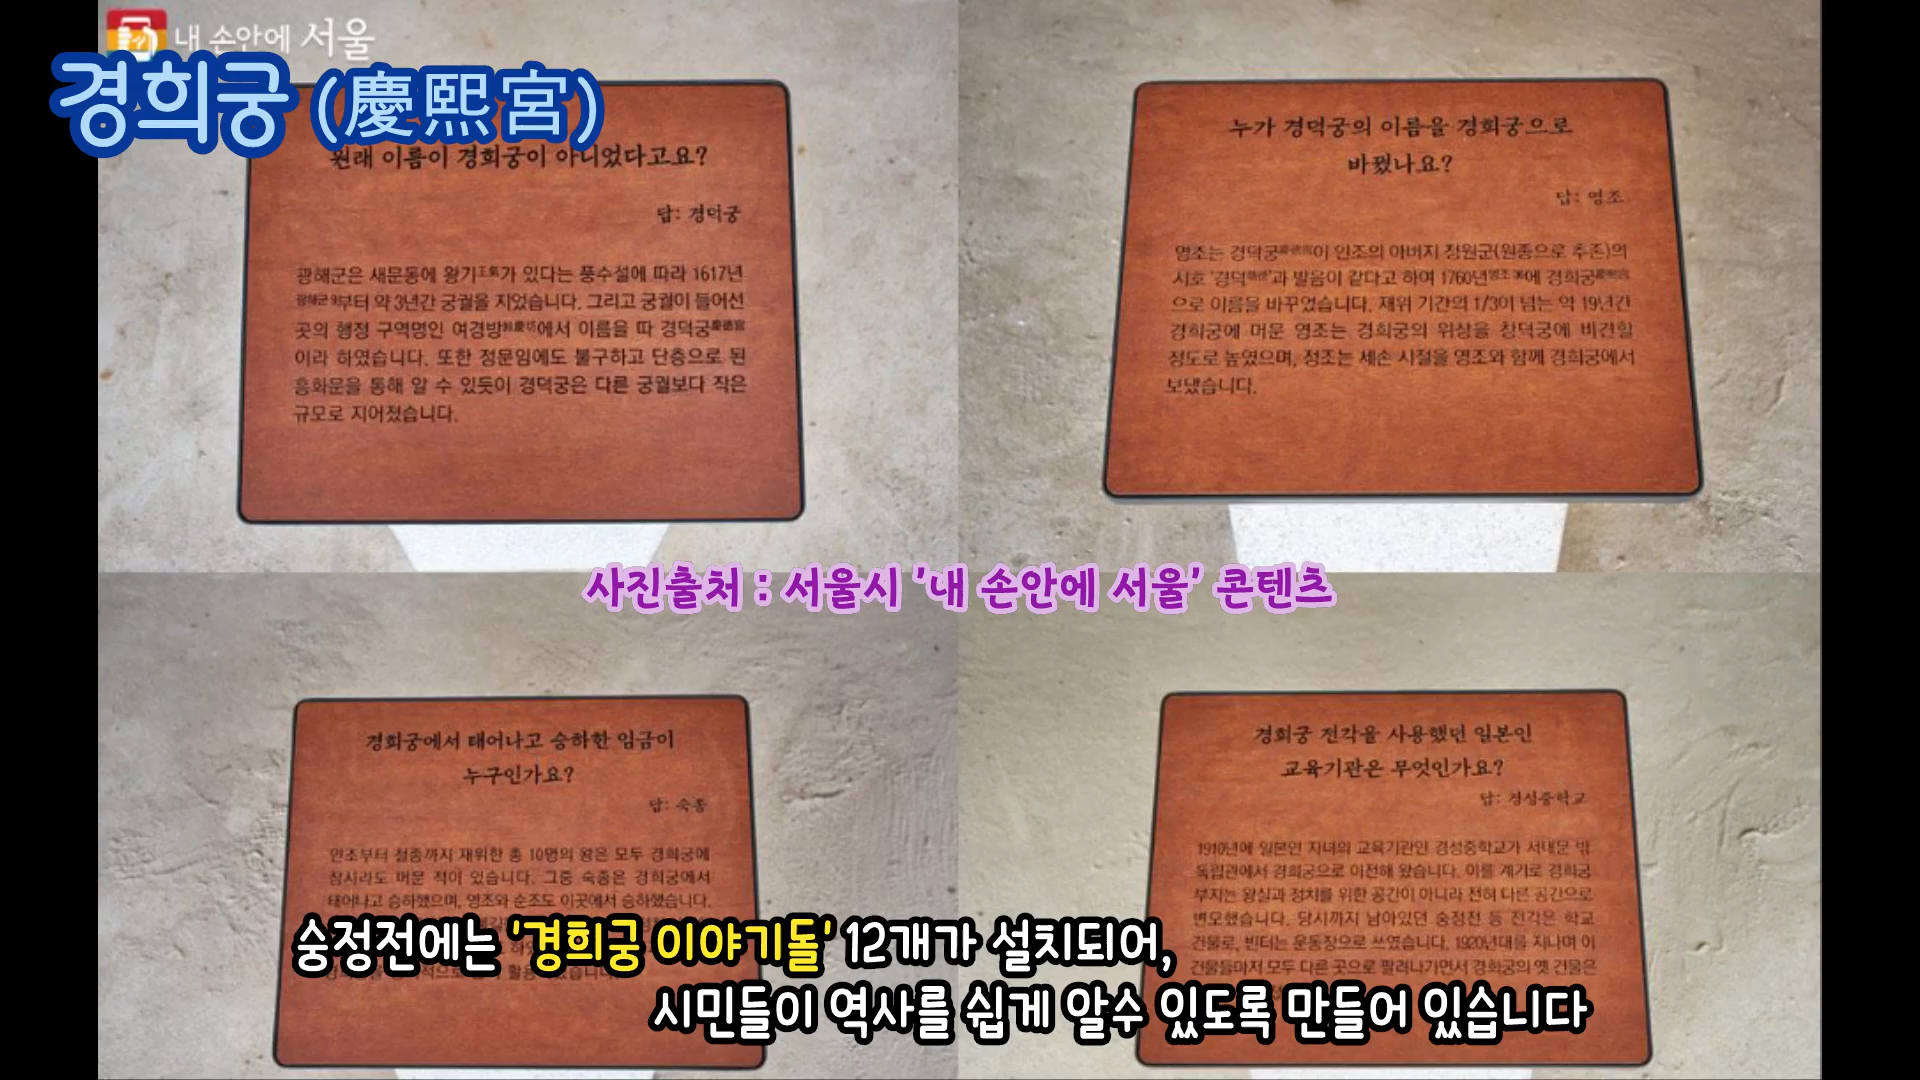 내 손안에 서울
경희궁 (慶熙宮)
원래 이름이 경희궁이 아니었다고요?
답: 경덕궁
광해군은 새문동에 왕기王氣가 있다는 풍수설에 따라 1617년
광해군 9부터 약 3년간 궁궐을 지었습니다. 그리고 궁궐이 들어선
곳의 행정 구역명인 여경방餘慶坊에서 이름을 따 경덕궁慶德宮
이라 하였습니다. 또한 정문임에도 불구하고 단층으로 된
흥화문을 통해 알 수 있듯이 경덕궁은 다른 궁궐보다 작은
규모로 지어졌습니다.
누가 경덕궁의 이름을 경희궁으로
바꿨나요?
답: 영조
영조는 경덕궁慶德宮이 인조의 아버지 정원군(원종으로 추존)의
시호 '경덕敬德'과 발음이 같다고 하여 1760년영조 36에 경희궁慶熙宮
으로 이름을 바꾸었습니다. 재위 기간의 1/3이 넘는 약 19년간
경희궁에 머문 영조는 경희궁의 위상을 창덕궁에 비견할
정도로 높였으며, 정조는 세손 시절을 영조와 함께 경희궁에서
보냈습니다.
사진출처 : 서울시 '내 손안에 서울' 콘텐츠
경희궁에서 태어나고 승하한 임금이
누구인가요?
답: 숙종
인조부터 철종까지 재위한 총 10명의 왕은 모두 경희궁에
잠시라도 머문 적이 있습니다. 그중 숙종은 경희궁에서
태어나고 승하했으며, 영조와 순조도 이곳에서 승하했습니다.
경희궁 전각을 사용했던 일본인
교육기관은 무엇인가요?
답: 경성중학교
1910년에 일본인 자녀의 교육기관인 경성중학교가 서대문 밖
독립관에서 경희궁으로 이전해 왔습니다. 이를 계기로 경희궁
부지는 왕실과 정치를 위한 공간이 아니라 전혀 다른 공간으로
변모했습니다. 당시까지 남아있던 숭정전 등 전각은 학교
건물로, 빈터는 운동장으로 쓰였습니다. 1920년대를 지나며 이
건물들마저 모두 다른 곳으로 팔려나가면서 경희궁의 옛 건물은
숭정전에는 '경희궁 이야기돌' 12개가 설치되어,
시민들이 역사를 쉽게 알수 있도록 만들어 있습니다